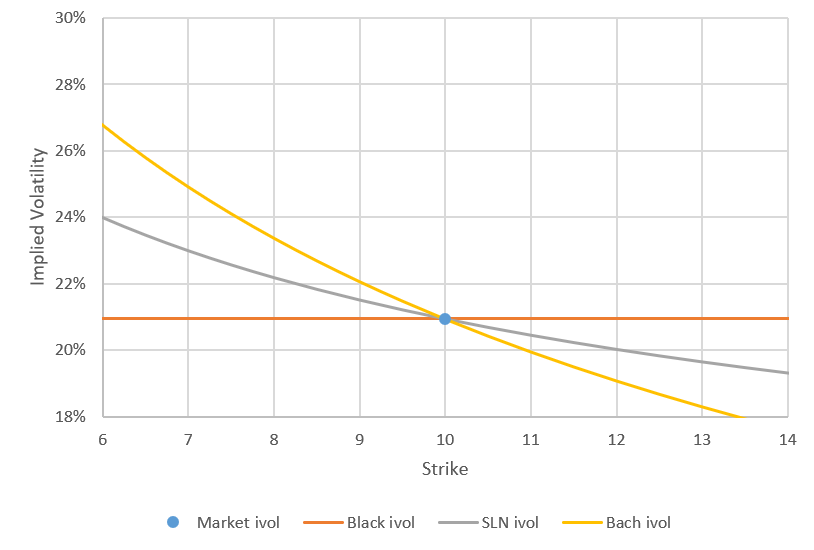 30%
28%
26%
24%
22%
20%
18%
Implied Volatility
6 7 8 9 10 11 12 13 14
Strike
Market ivol Black ivol SLN ivol Bach ivol